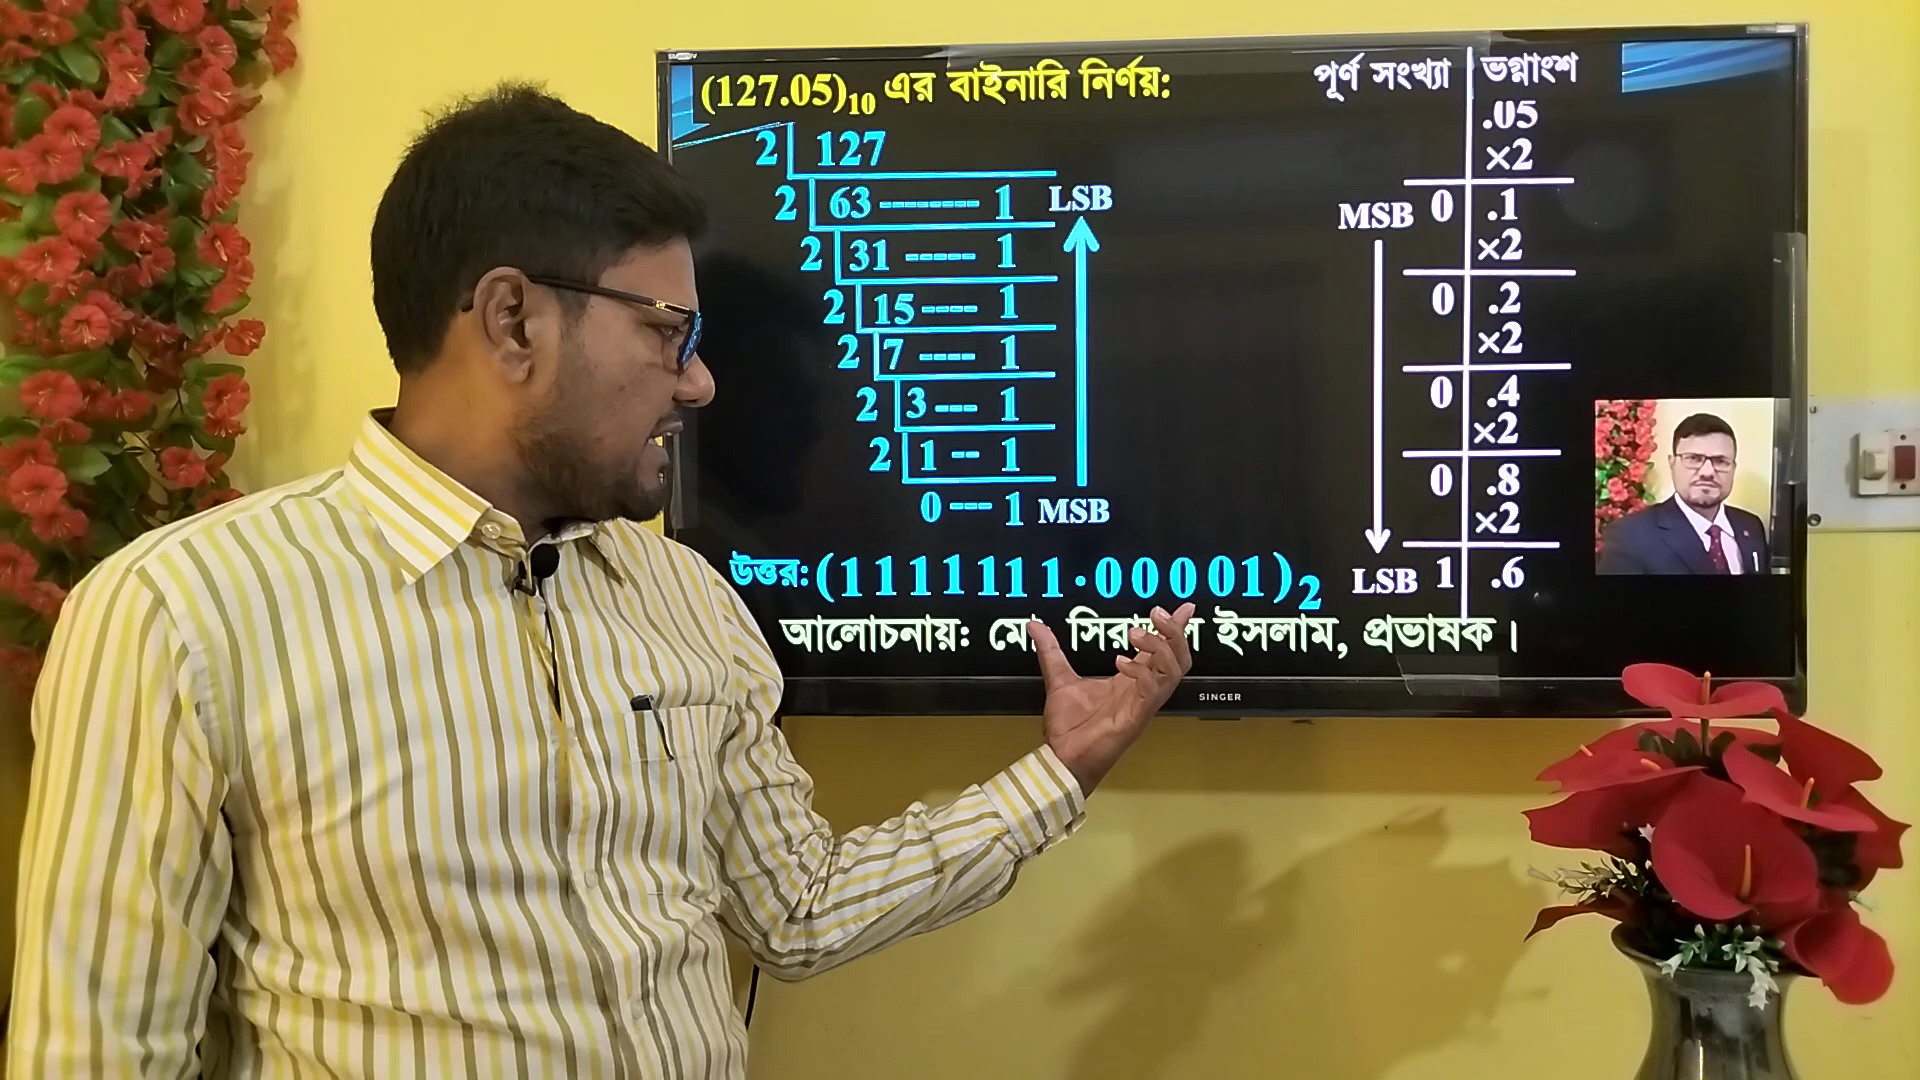 (127.05)₁₀ এর বাইনারি নির্ণয়:
2 127
2 63 -------- 1 LSB
2 31 ----- 1
2 15 ---- 1
2 7 ---- 1
2 3 --- 1
2 1 -- 1
0 --- 1 MSB
উত্তর: (1111111.00001)₂
পূর্ণ সংখ্যা ভগ্নাংশ
.05
×2
MSB 0 .1
×2
0 .2
×2
0 .4
×2
0 .8
×2
LSB 1 .6
আলোচনায়: ইসলাম, প্রভাষক।
SINGER